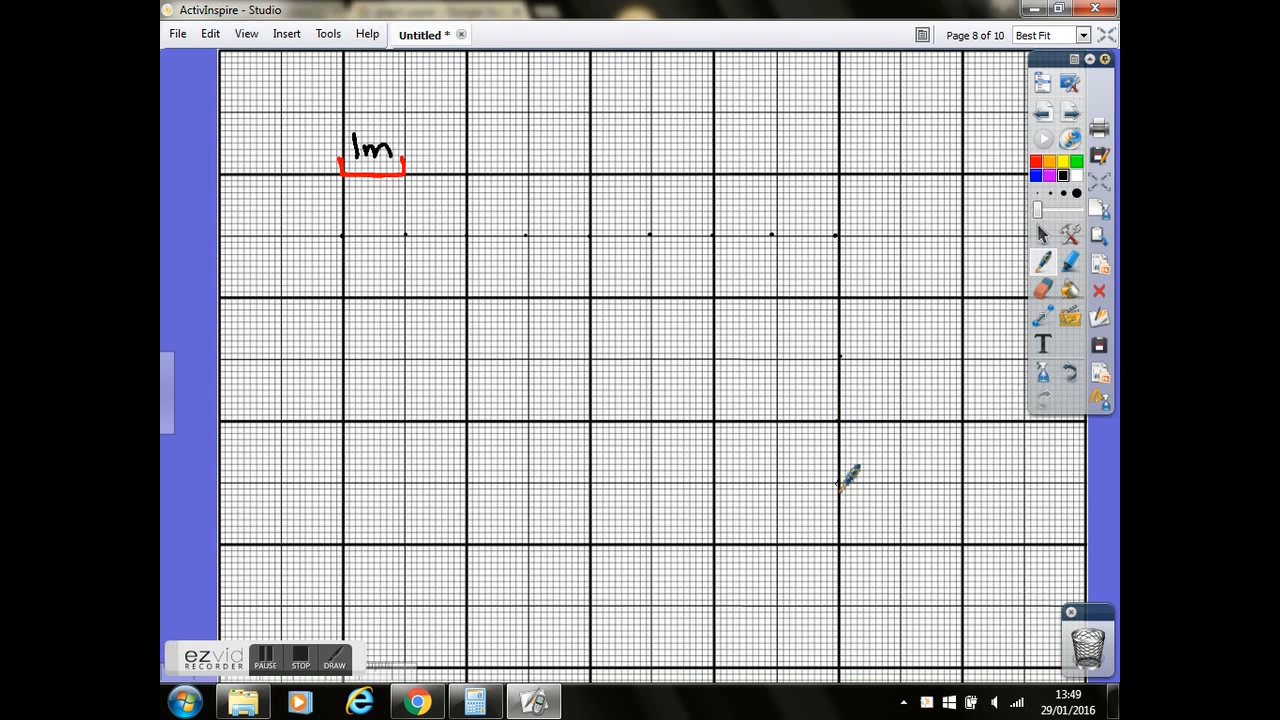 ActivInspire - Studio
File Edit View Insert Tools Help Untitled * Page 8 of 10 Best Fit
1m
T
ezvid
RECORDER
PAUSE STOP DRAW
13:49
29/01/2016